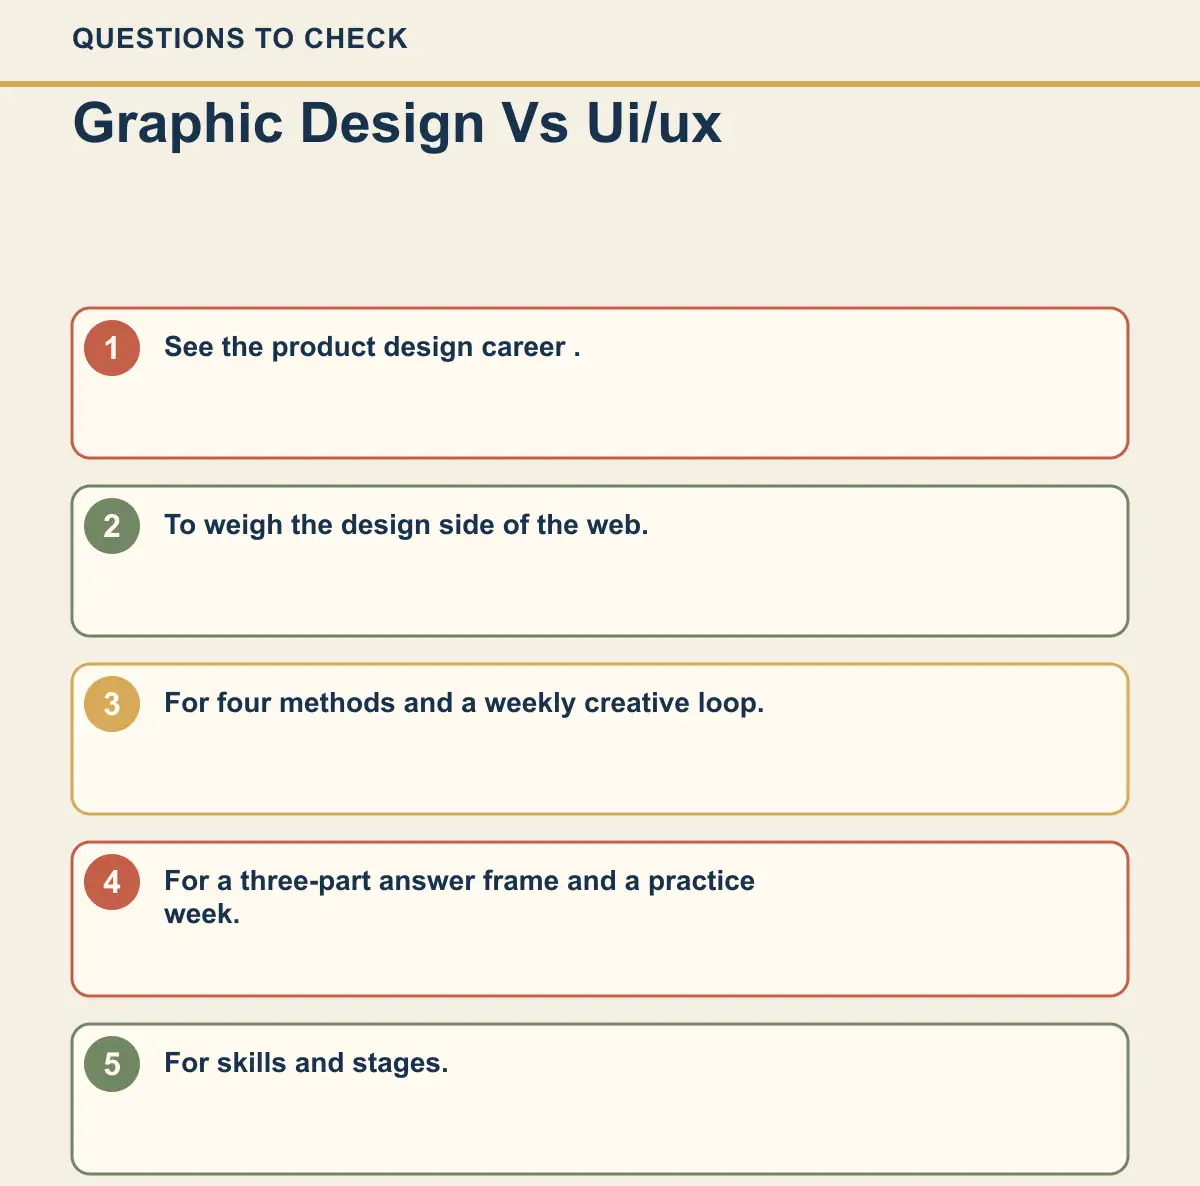 QUESTIONS TO CHECK
Graphic Design Vs Ui/ux
1
See the product design career .
2
To weigh the design side of the web.
3
For four methods and a weekly creative loop.
4
For a three-part answer frame and a practice
week.
5
For skills and stages.